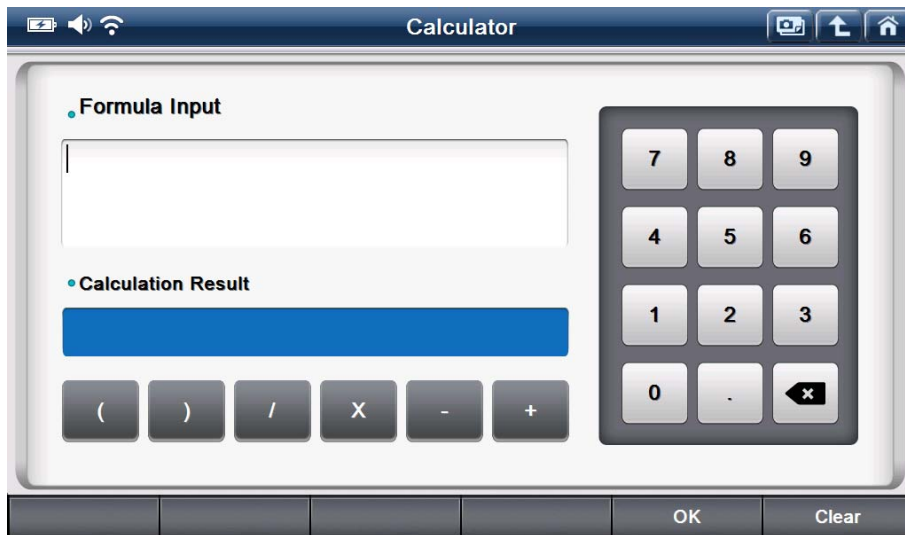 Calculator
Formula Input
Calculation Result
( ) / X - +
7 8 9
4 5 6
1 2 3
0 .
OK Clear